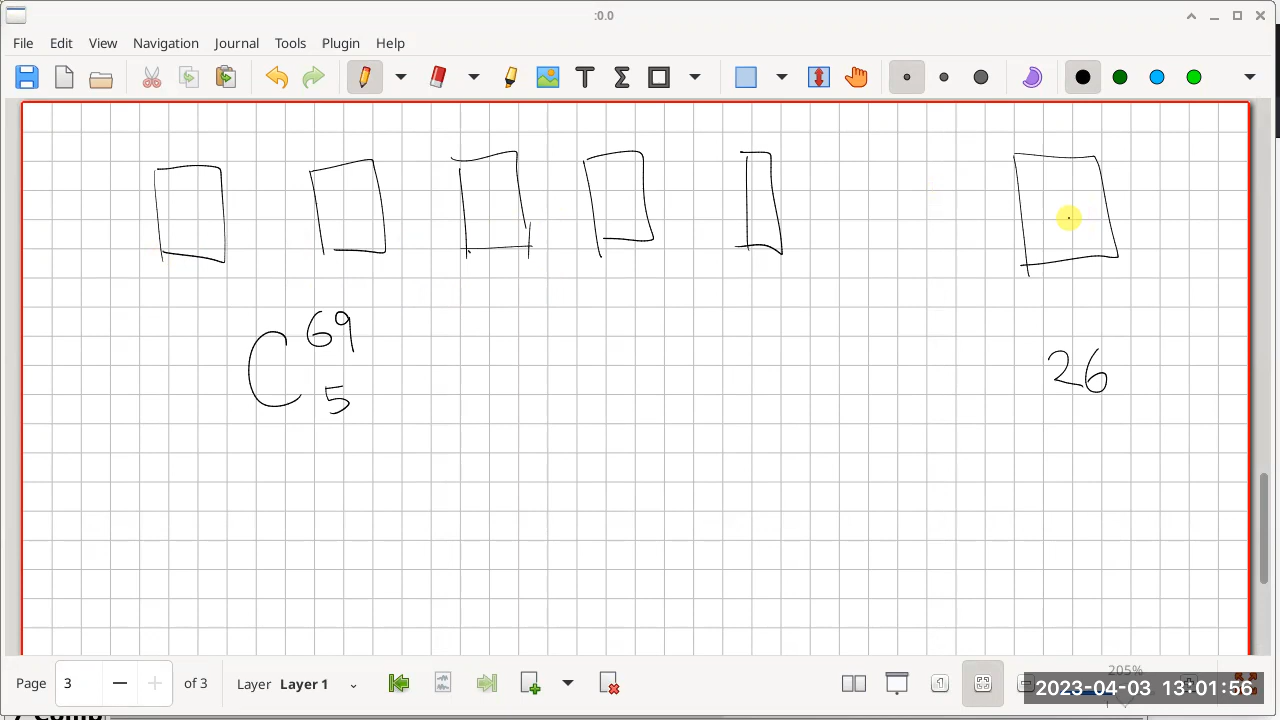 :0.0
File Edit View Navigation Journal Tools Plugin Help
69
C 26
5
Page 3 of 3 Layer Layer 1
2023-04-03 13:01:56